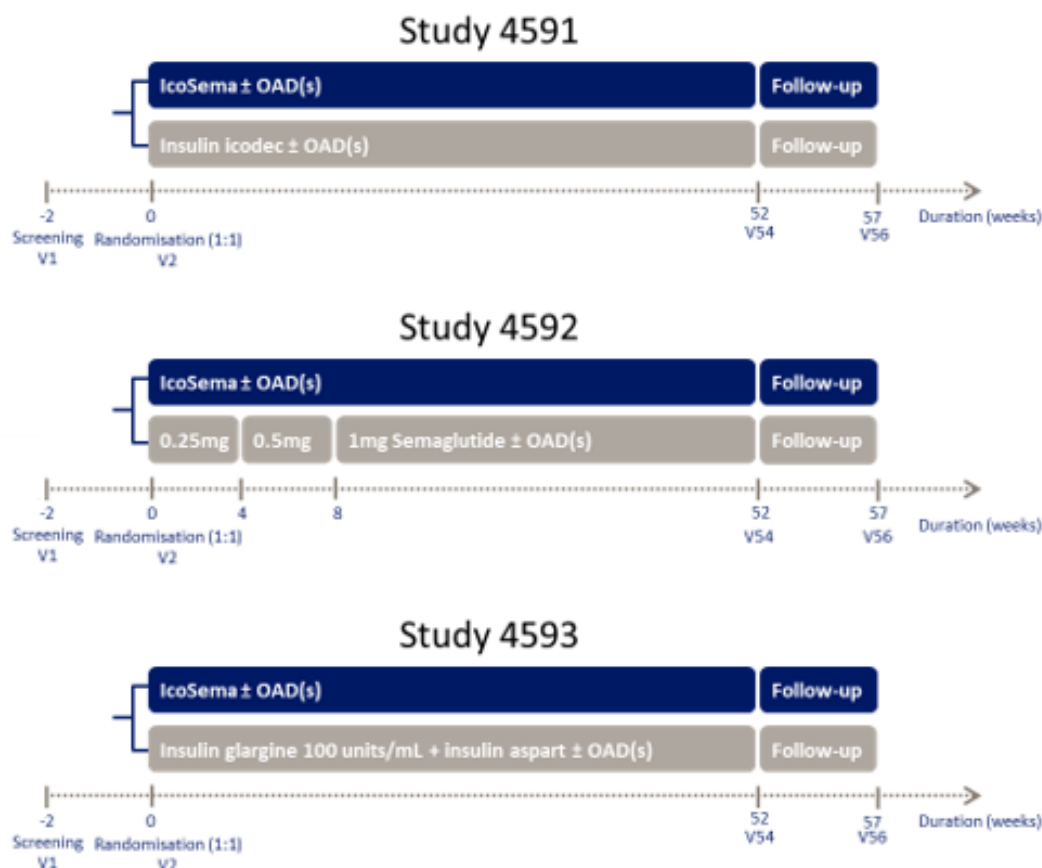 Study 4591
IcoSema ± OAD(s) Follow-up
Insulin icodec ± OAD(s) Follow-up
-2 0 52 57 Duration (weeks)
Screening Randomisation (1:1) V54 V56
V1 V2
Study 4592
IcoSema ± OAD(s) Follow-up
0.25mg 0.5mg 1mg Semaglutide ± OAD(s) Follow-up
-2 0 4 8 52 57 Duration (weeks)
Screening Randomisation (1:1) V54 V56
V1 V2
Study 4593
IcoSema ± OAD(s) Follow-up
Insulin glargine 100 units/mL + insulin aspart ± OAD(s) Follow-up
-2 0 52 57 Duration (weeks)
Screening Randomisation (1:1) V54 V56
V1 V2